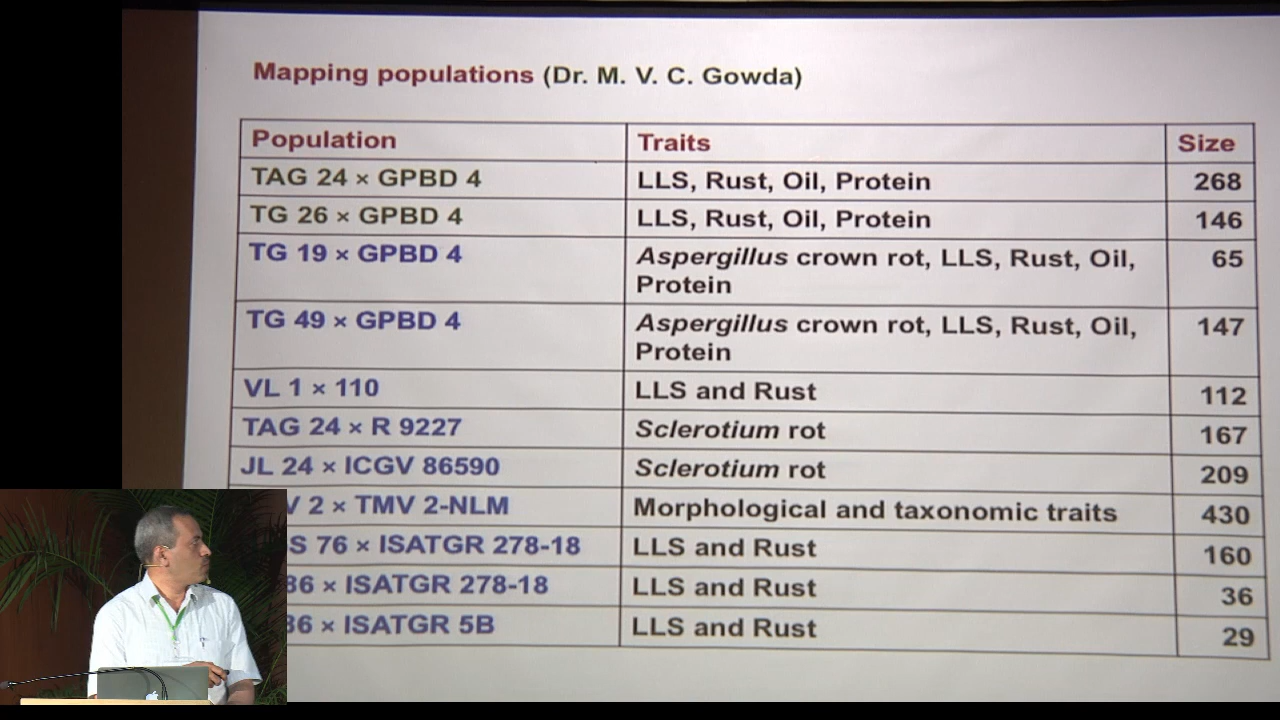 Mapping populations (Dr. M. V. C. Gowda)
Population Traits Size
TAG 24 × GPBD 4 LLS, Rust, Oil, Protein 268
TG 26 × GPBD 4 LLS, Rust, Oil, Protein 146
TG 19 × GPBD 4 Aspergillus crown rot, LLS, Rust, Oil, 65
Protein
TG 49 × GPBD 4 Aspergillus crown rot, LLS, Rust, Oil, 147
Protein
VL 1 × 110 LLS and Rust 112
TAG 24 × R 9227 Sclerotium rot 167
JL 24 × ICGV 86590 Sclerotium rot 209
V 2 × TMV 2-NLM Morphological and taxonomic traits 430
S 76 × ISATGR 278-18 LLS and Rust 160
86 × ISATGR 278-18 LLS and Rust 36
36 × ISATGR 5B LLS and Rust 29